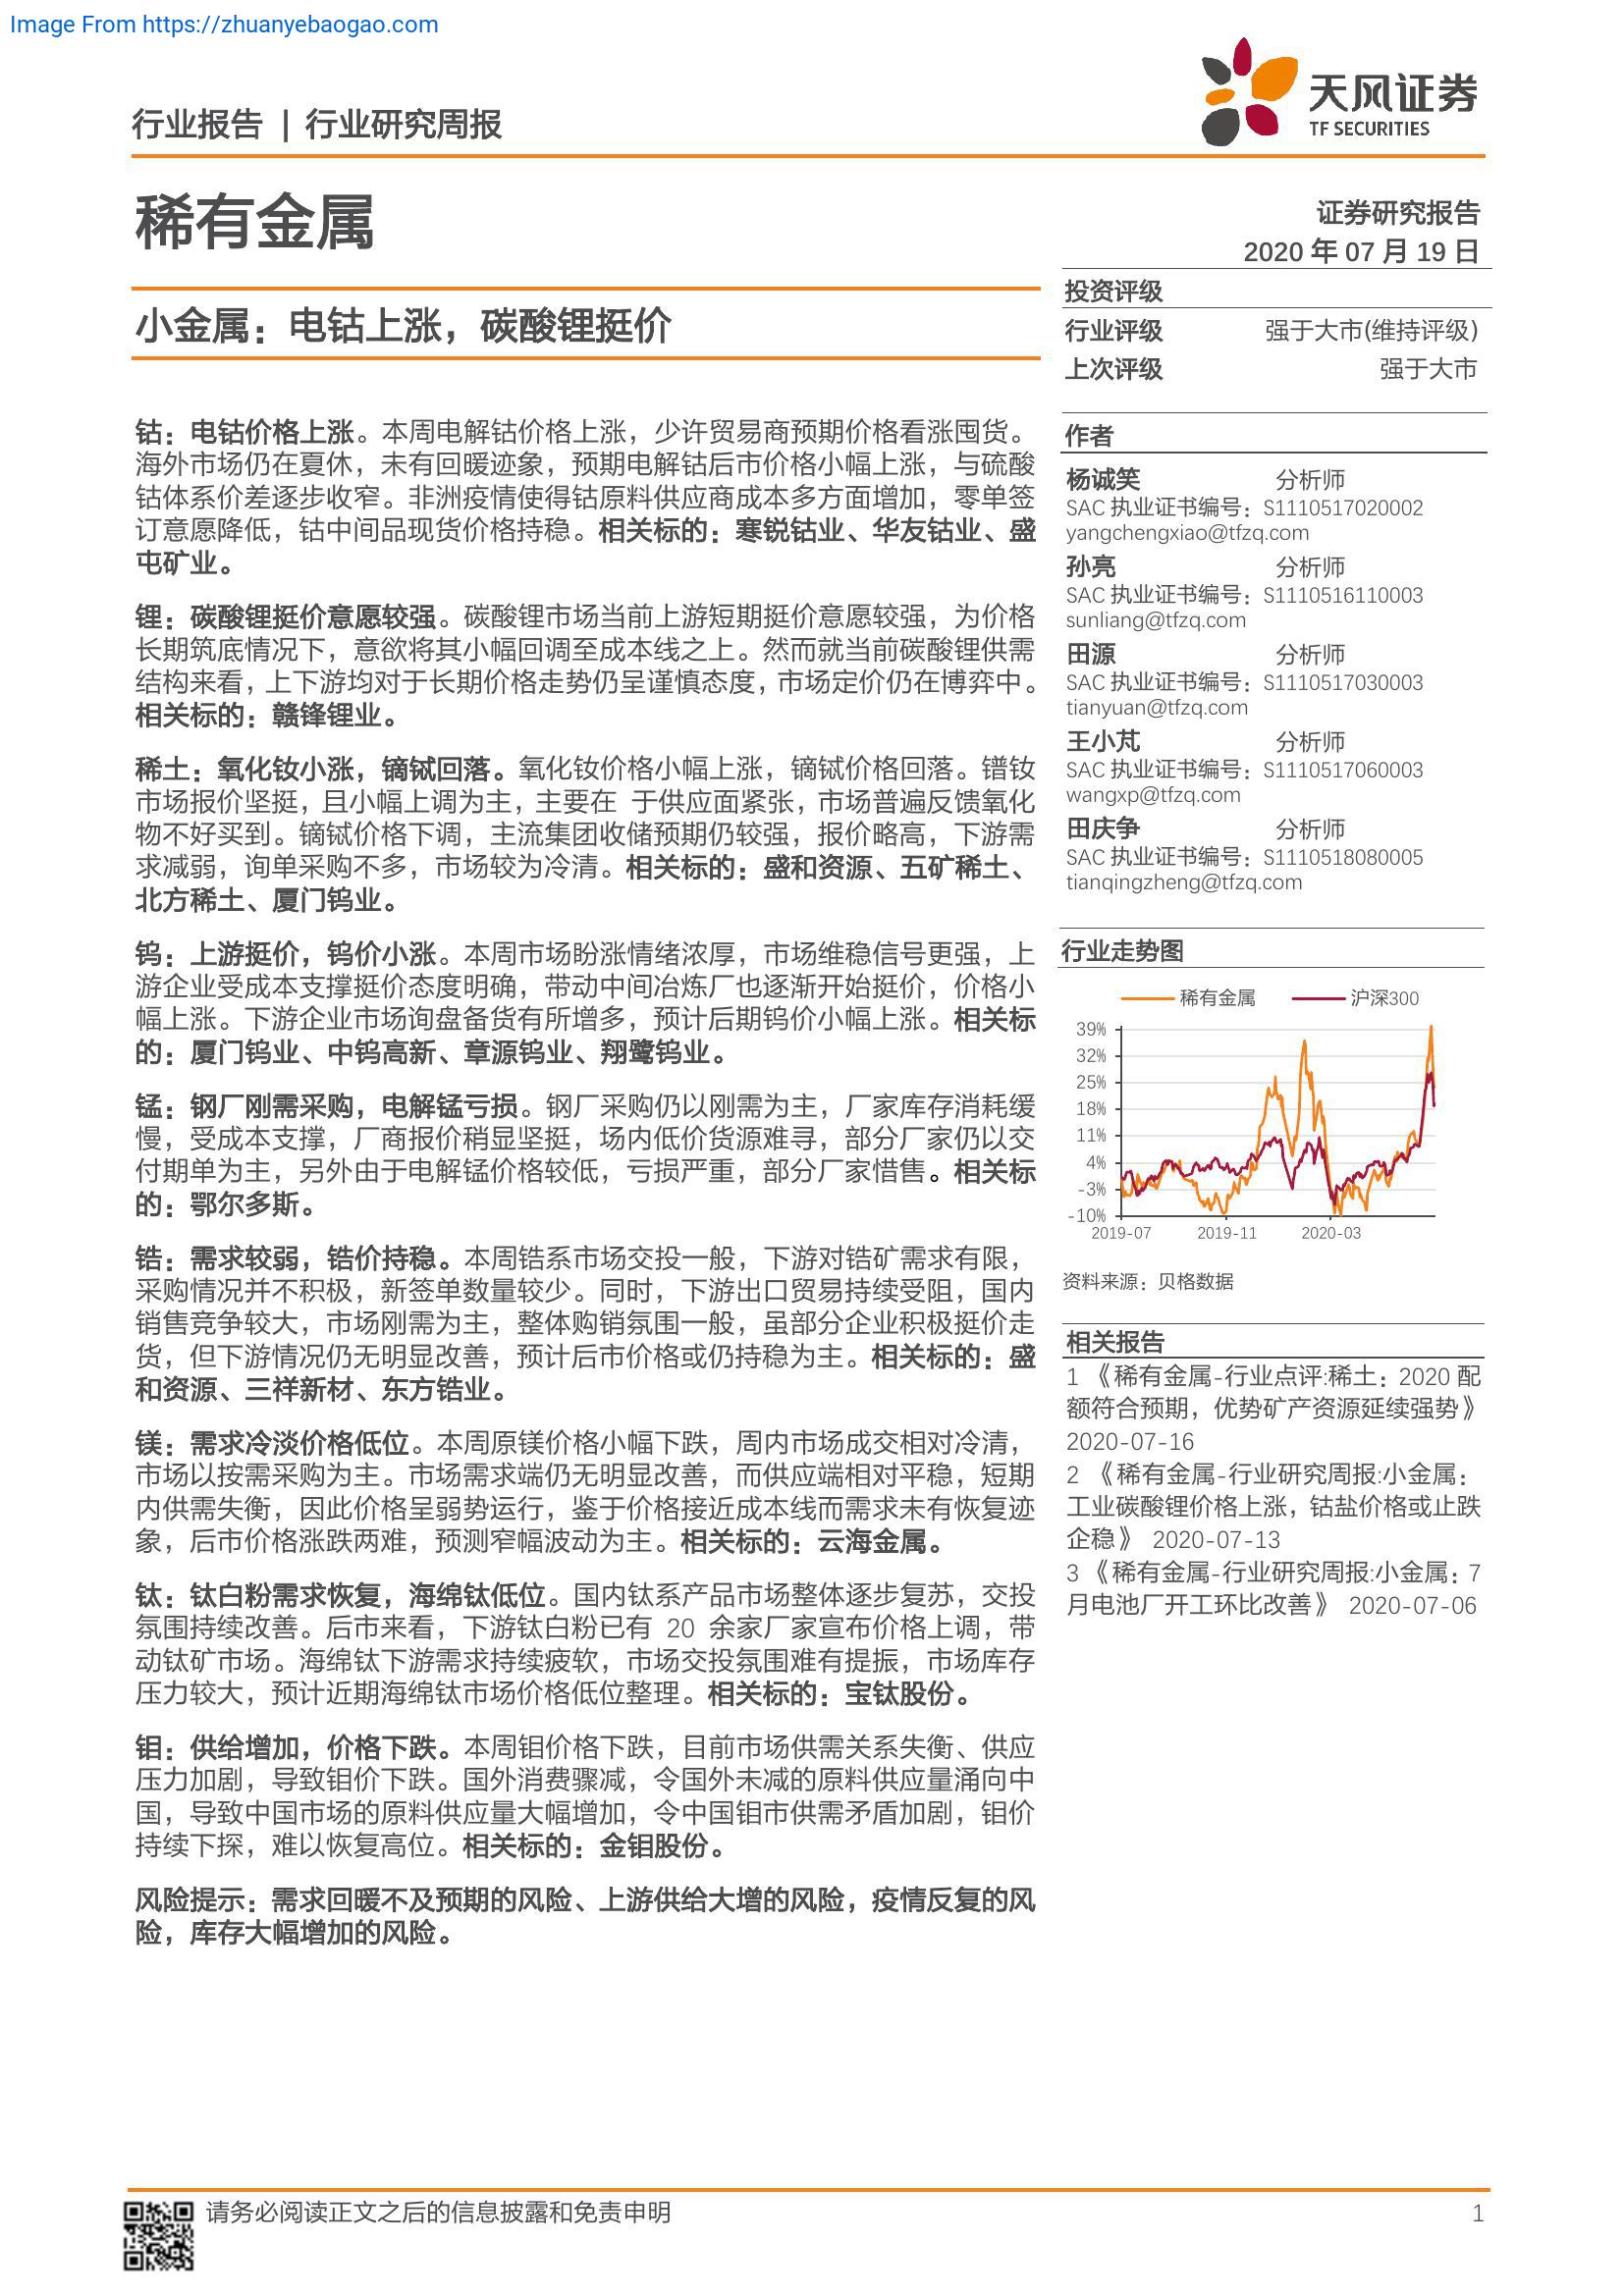 Image From https://zhuanyebaogao.com
行业报告 | 行业研究周报
天风证券
TF SECURITIES
稀有金属
证券研究报告
2020 年 07 月 19 日
小金属：电钴上涨，碳酸锂挺价
投资评级
行业评级 强于大市(维持评级)
上次评级 强于大市
钴：电钴价格上涨。本周电解钴价格上涨，少许贸易商预期价格看涨囤货。
海外市场仍在夏休，未有回暖迹象，预期电解钴后市价格小幅上涨，与硫酸
钴体系价差逐步收窄。非洲疫情使得钴原料供应商成本多方面增加，零单签
订意愿降低，钴中间品现货价格持稳。相关标的：寒锐钴业、华友钴业、盛
屯矿业。
锂：碳酸锂挺价意愿较强。碳酸锂市场当前上游短期挺价意愿较强，为价格
长期筑底情况下，意欲将其小幅回调至成本线之上。然而就当前碳酸锂供需
结构来看，上下游均对于长期价格走势仍呈谨慎态度，市场定价仍在博弈中。
相关标的：赣锋锂业。
稀土：氧化钕小涨，镝铽回落。氧化钕价格小幅上涨，镝铽价格回落。镨钕
市场报价坚挺，且小幅上调为主，主要在 于供应面紧张，市场普遍反馈氧化
物不好买到。镝铽价格下调，主流集团收储预期仍较强，报价略高，下游需
求减弱，询单采购不多，市场较为冷清。相关标的：盛和资源、五矿稀土、
北方稀土、厦门钨业。
钨：上游挺价，钨价小涨。本周市场盼涨情绪浓厚，市场维稳信号更强，上
游企业受成本支撑挺价态度明确，带动中间冶炼厂也逐渐开始挺价，价格小
幅上涨。下游企业市场询盘备货有所增多，预计后期钨价小幅上涨。相关标
的：厦门钨业、中钨高新、章源钨业、翔鹭钨业。
锰：钢厂刚需采购，电解锰亏损。钢厂采购仍以刚需为主，厂家库存消耗缓
慢，受成本支撑，厂商报价稍显坚挺，场内低价货源难寻，部分厂家仍以交
付期单为主，另外由于电解锰价格较低，亏损严重，部分厂家惜售。相关标
的：鄂尔多斯。
锆：需求较弱，锆价持稳。本周锆系市场交投一般，下游对锆矿需求有限，
采购情况并不积极，新签单数量较少。同时，下游出口贸易持续受阻，国内
销售竞争较大，市场刚需为主，整体购销氛围一般，虽部分企业积极挺价走
货，但下游情况仍无明显改善，预计后市价格或仍持稳为主。相关标的：盛
和资源、三祥新材、东方锆业。
镁：需求冷淡价格低位。本周原镁价格小幅下跌，周内市场成交相对冷清，
市场以按需采购为主。市场需求端仍无明显改善，而供应端相对平稳，短期
内供需失衡，因此价格呈弱势运行，鉴于价格接近成本线而需求未有恢复迹
象，后市价格涨跌两难，预测窄幅波动为主。相关标的：云海金属。
钛：钛白粉需求恢复，海绵钛低位。国内钛系产品市场整体逐步复苏，交投
氛围持续改善。后市来看，下游钛白粉已有 20 余家厂家宣布价格上调，带
动钛矿市场。海绵钛下游需求持续疲软，市场交投氛围难有提振，市场库存
压力较大，预计近期海绵钛市场价格低位整理。相关标的：宝钛股份。
钼：供给增加，价格下跌。本周钼价格下跌，目前市场供需关系失衡、供应
压力加剧，导致钼价下跌。国外消费骤减，令国外未减的原料供应量涌向中
国，导致中国市场的原料供应量大幅增加，令中国钼市供需矛盾加剧，钼价
持续下探，难以恢复高位。相关标的：金钼股份。
风险提示：需求回暖不及预期的风险、上游供给大增的风险，疫情反复的风
险，库存大幅增加的风险。
作者
杨诚笑 分析师
SAC 执业证书编号：S1110517020002
yangchengxiao@tfzq.com
孙亮 分析师
SAC 执业证书编号：S1110516110003
sunliang@tfzq.com
田源 分析师
SAC 执业证书编号：S1110517030003
tianyuan@tfzq.com
王小芃 分析师
SAC 执业证书编号：S1110517060003
wangxp@tfzq.com
田庆争 分析师
SAC 执业证书编号：S1110518080005
tianqingzheng@tfzq.com
行业走势图
稀有金属 沪深300
39%
32%
25%
18%
11%
4%
-3%
-10%
2019-07 2019-11 2020-03
资料来源：贝格数据
相关报告
1 《稀有金属-行业点评:稀土：2020 配
额符合预期，优势矿产资源延续强势》
2020-07-16
2 《稀有金属-行业研究周报:小金属：
工业碳酸锂价格上涨，钴盐价格或止跌
企稳》 2020-07-13
3 《稀有金属-行业研究周报:小金属：7
月电池厂开工环比改善》 2020-07-06
请务必阅读正文之后的信息披露和免责申明
1